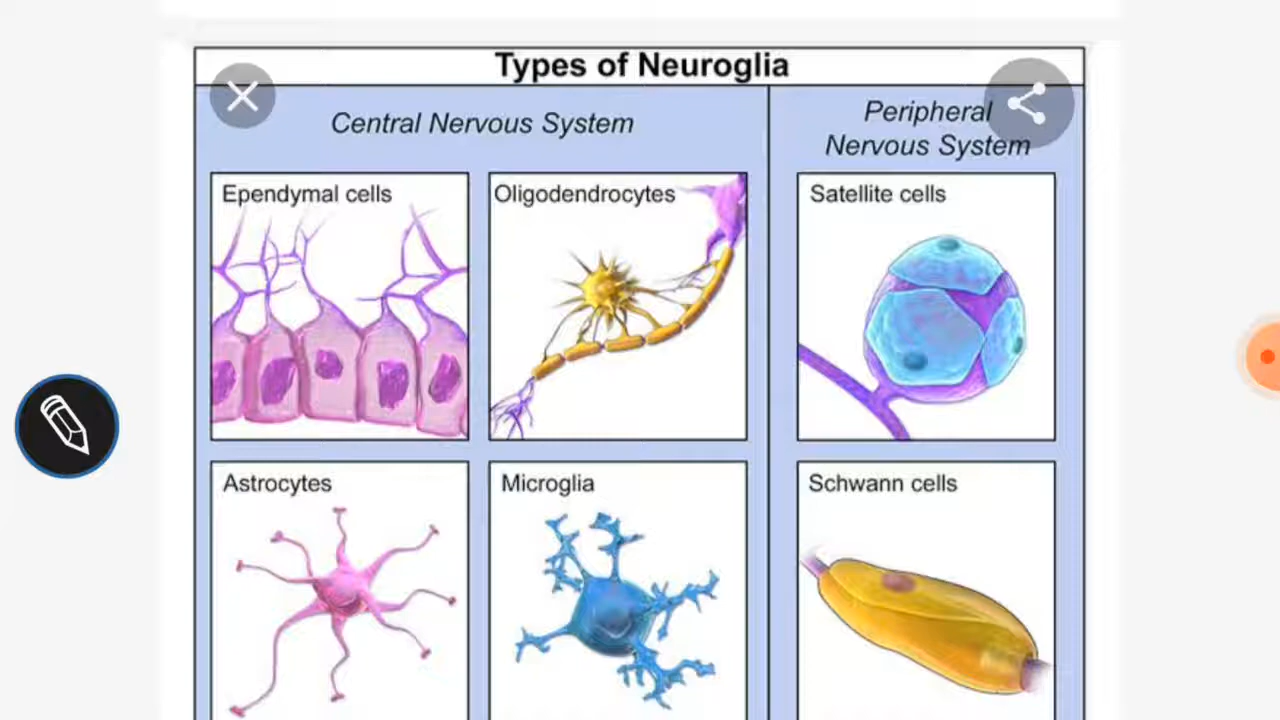 Types of Neuroglia
Central Nervous System
Peripheral
Nervous System
Ependymal cells
Oligodendrocytes
Satellite cells
Astrocytes
Microglia
Schwann cells